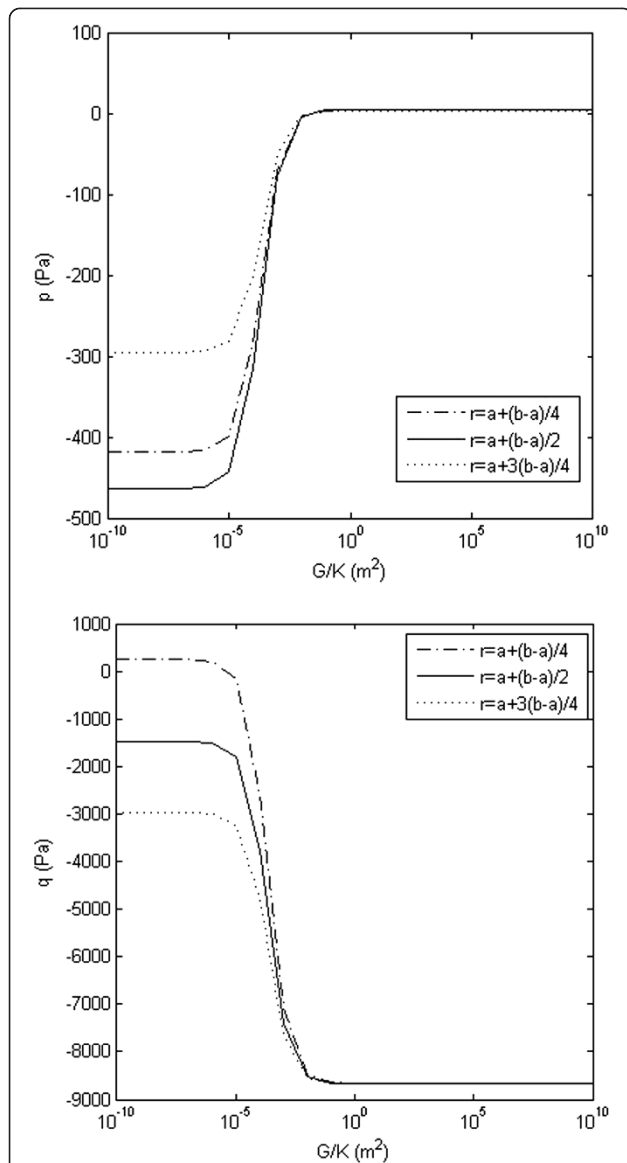 100
0
-100
-200
-300
-400
-500
p (Pa)
r=a+(b-a)/4
r=a+(b-a)/2
r=a+3(b-a)/4
10^-10 10^-5 10^0 10^5 10^10
G/K (m^2)
1000
0
-1000
-2000
-3000
-4000
-5000
-6000
-7000
-8000
-9000
q (Pa)
r=a+(b-a)/4
r=a+(b-a)/2
r=a+3(b-a)/4
10^-10 10^-5 10^0 10^5 10^10
G/K (m^2)